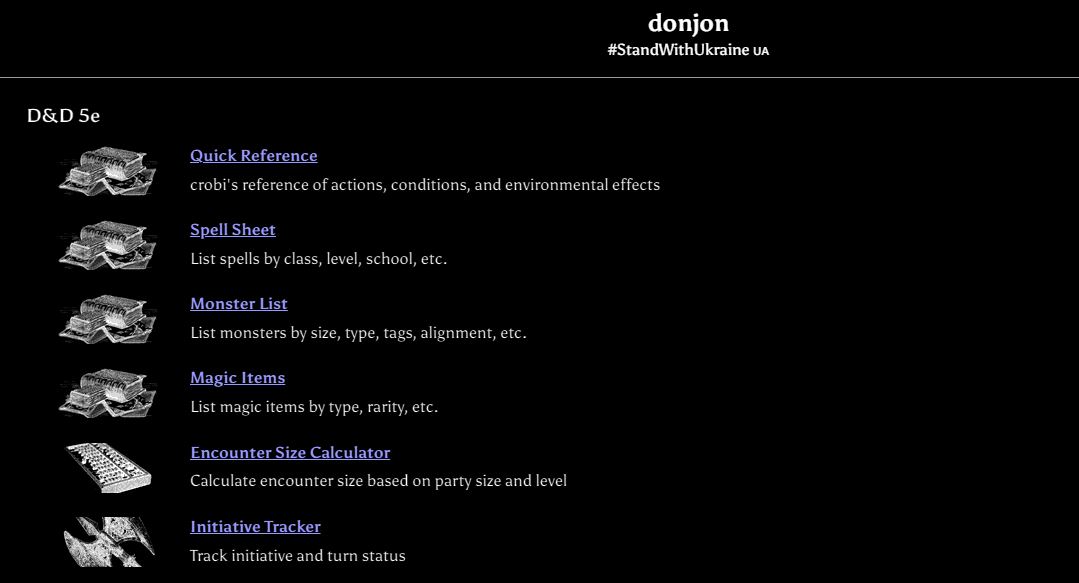 donjon
#StandWithUkraine UA
D&D 5e
Quick Reference
crobi's reference of actions, conditions, and environmental effects
Spell Sheet
List spells by class, level, school, etc.
Monster List
List monsters by size, type, tags, alignment, etc.
Magic Items
List magic items by type, rarity, etc.
Encounter Size Calculator
Calculate encounter size based on party size and level
Initiative Tracker
Track initiative and turn status